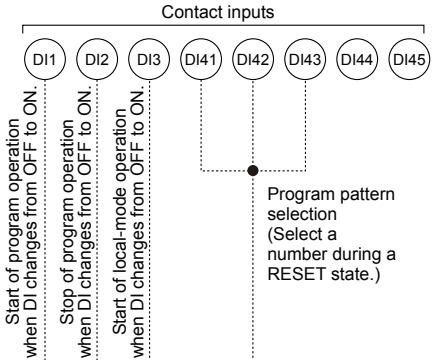 Contact inputs
DI1 DI2 DI3 DI41 DI42 DI43 DI44 DI45
Start of program operation
when DI changes from OFF to ON.
Stop of program operation
when DI changes from OFF to ON.
Start of local-mode operation
when DI changes from OFF to ON.
Program pattern
selection
(Select a
number during a
RESET state.)